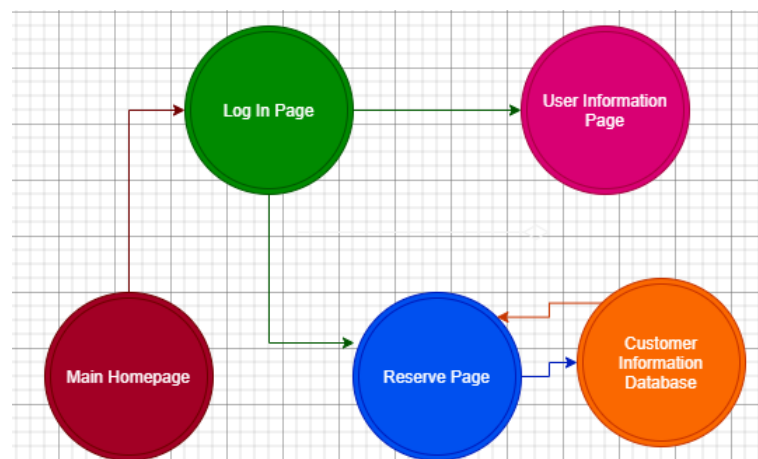 Log In Page
User Information
Page
Main Homepage
Reserve Page
Customer
Information
Database